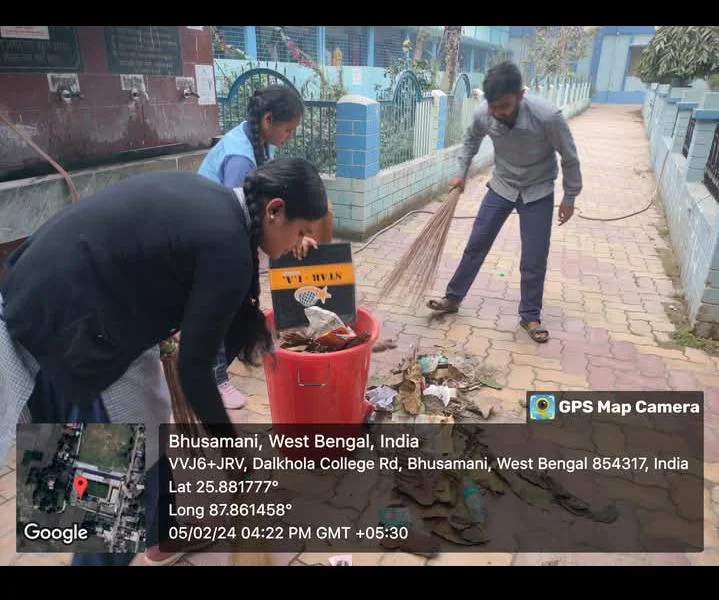 STAR-I.A.
GPS Map Camera
Bhusamani, West Bengal, India
VVJ6+JRV, Dalkhola College Rd, Bhusamani, West Bengal 854317, India
Lat 25.881777°
Long 87.861458°
05/02/24 04:22 PM GMT +05:30
Google